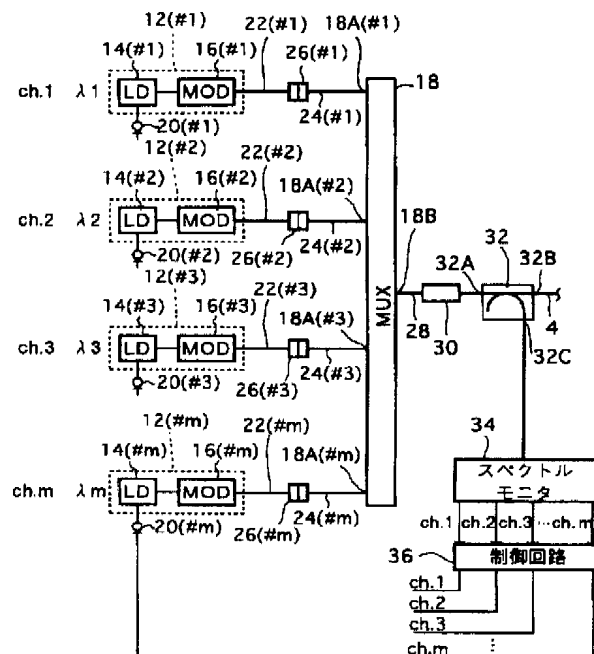 12(#1)
22(#1)
18A(#1)
14(#1)
16(#1)
26(#1)
18
ch.1
λ1
LD
MOD
24(#1)
20(#1)
12(#2)
22(#2)
14(#2)
16(#2)
18A(#2)
ch.2
λ2
LD
MOD
20(#2)
26(#2)
24(#2)
18B
32A
32
32B
12(#3)
MUX
28
30
4
32C
22(#3)
14(#3)
16(#3)
18A(#3)
ch.3
λ3
LD
MOD
20(#3)
26(#3)
24(#3)
12(#m)
22(#m)
14(#m)
16(#m)
18A(#m)
34
ch.m
λm
LD
MOD
スペクトル
モニタ
20(#m)
26(#m)
24(#m)
ch.1
ch.2
ch.3
…ch.m
36
制御回路
ch.1
ch.2
ch.3
⋮
ch.m